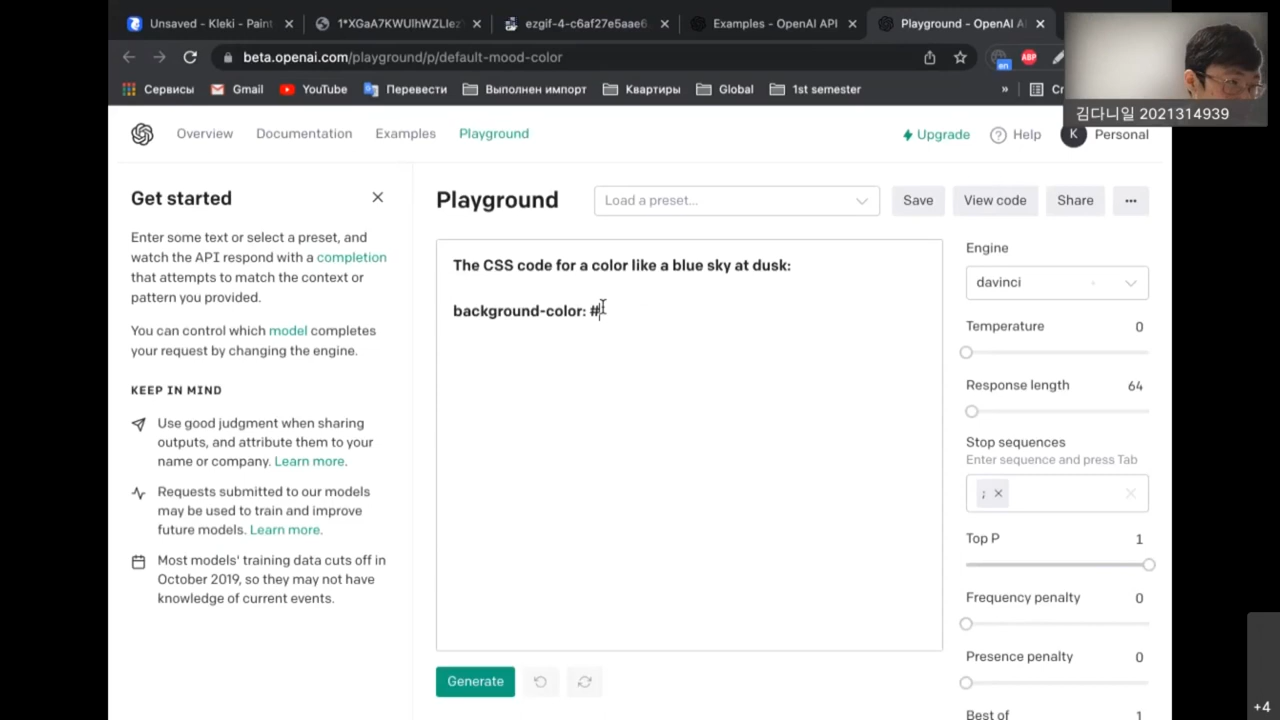 Unsaved - Kleki - Paint
1*XGaA7KWUlhWZLlez
ezgif-4-c6af27e5aae6
Examples - OpenAI API
Playground - OpenAI A
beta.openai.com/playground/p/default-mood-color
en
ABP
Сервисы
Gmail
YouTube
Перевести
Выполнен импорт
Квартиры
Global
1st semester
»
김다니일 2021314939
Overview
Documentation
Examples
Playground
Upgrade
Help
K
Personal
Get started
Enter some text or select a preset, and
watch the API respond with a completion
that attempts to match the context or
pattern you provided.
You can control which model completes
your request by changing the engine.
KEEP IN MIND
Use good judgment when sharing
outputs, and attribute them to your
name or company. Learn more.
Requests submitted to our models
may be used to train and improve
future models. Learn more.
Most models' training data cuts off in
October 2019, so they may not have
knowledge of current events.
Playground
Load a preset...
Save
View code
Share
The CSS code for a color like a blue sky at dusk:
background-color: #
Generate
Engine
davinci
Temperature 0
Response length 64
Stop sequences
Enter sequence and press Tab
;
Top P 1
Frequency penalty 0
Presence penalty 0
Best of 1
+4